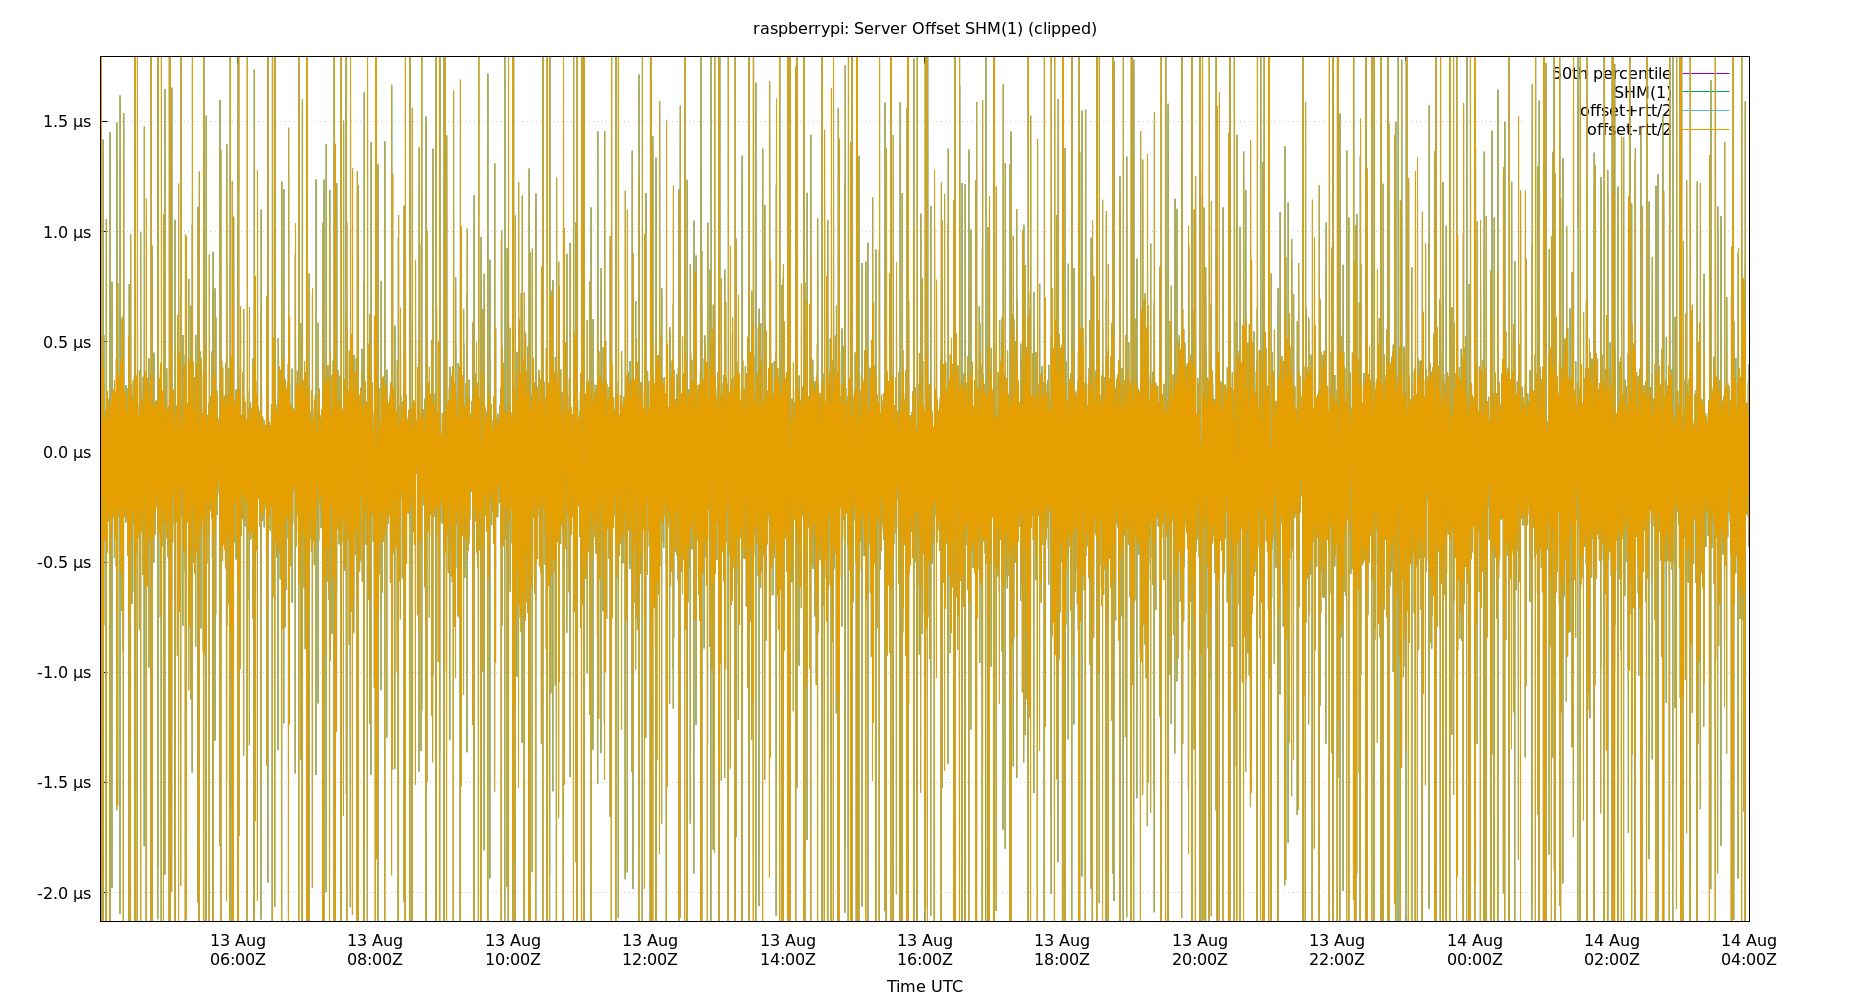 raspberrypi: Server Offset SHM(1) (clipped)
50th percentile
SHM(1)
offset+rtt/2
offset-rtt/2
1.5 µs
1.0 µs
0.5 µs
0.0 µs
-0.5 µs
-1.0 µs
-1.5 µs
-2.0 µs
13 Aug 13 Aug 13 Aug 13 Aug 13 Aug 13 Aug 13 Aug 13 Aug 13 Aug 14 Aug 14 Aug 14 Aug
06:00Z 08:00Z 10:00Z 12:00Z 14:00Z 16:00Z 18:00Z 20:00Z 22:00Z 00:00Z 02:00Z 04:00Z
Time UTC